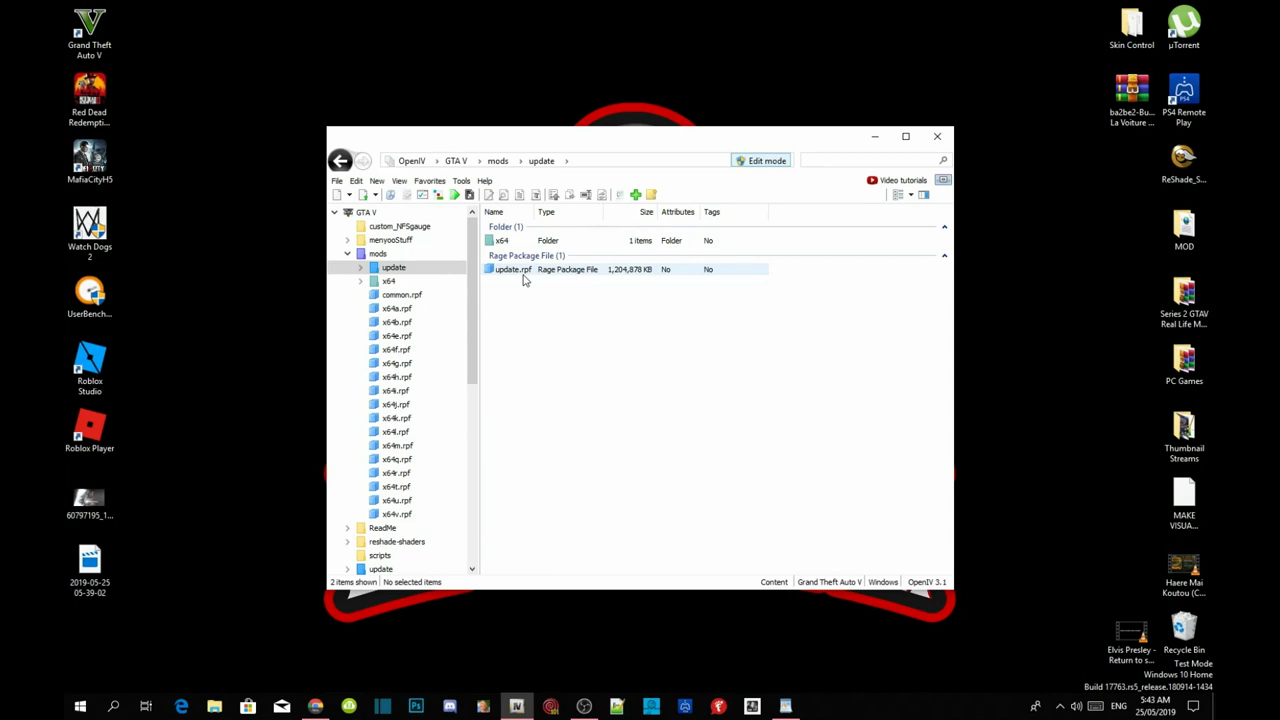 Grand Theft
Auto V
Red Dead
Redempti...
MafiaCityH5
Watch Dogs
2
UserBench...
Roblox
Studio
Roblox Player
60797195_1...
2019-05-25
05-39-02
OpenIV
GTA V
mods
update
Edit mode
File
Edit
New
View
Favorites
Tools
Help
Video tutorials
GTA V
custom_NFSgauge
menyooStuff
mods
update
x64
common.rpf
x64a.rpf
x64b.rpf
x64e.rpf
x64f.rpf
x64g.rpf
x64h.rpf
x64i.rpf
x64j.rpf
x64k.rpf
x64l.rpf
x64m.rpf
x64q.rpf
x64r.rpf
x64t.rpf
x64u.rpf
x64v.rpf
ReadMe
reshade-shaders
scripts
update
Name Type Size Attributes Tags
Folder (1)
x64 Folder 1 items Folder No
Rage Package File (1)
update.rpf Rage Package File 1,204,878 KB No No
2 items shown
No selected items
Content
Grand Theft Auto V
Windows
OpenIV 3.1
Skin Control
µTorrent
ba2be2-Bu...
La Voiture ...
PS4 Remote
Play
ReShade_S...
MOD
Series 2 GTAV
Real Life M...
PC Games
Thumbnail
Streams
MAKE
VISUA...
Haere Mai
Koutou (C...
Elvis Presley -
Return to s...
Recycle Bin
Test Mode
Windows 10 Home
Build 17763.rs5_release.180914-1434
ENG
5:43 AM
25/05/2019